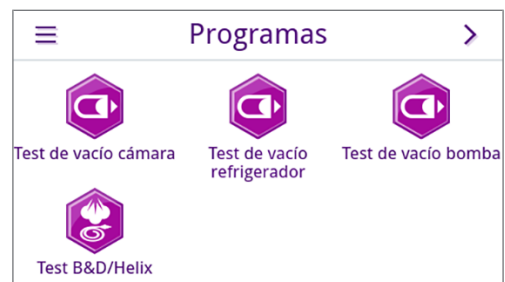 Programas
Test de vacío cámara
Test de vacío
refrigerador
Test de vacío bomba
Test B&D/Helix